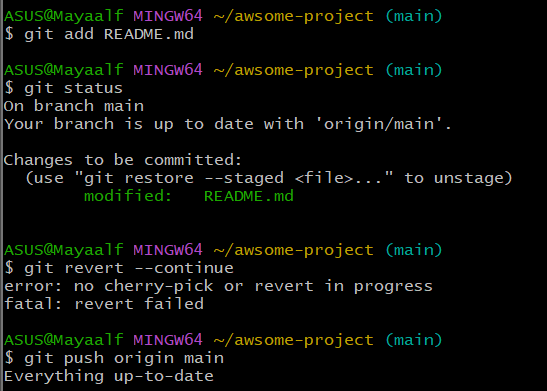 ASUS@Mayaalf MINGW64 ~/awsome-project (main)
$ git add README.md
ASUS@Mayaalf MINGW64 ~/awsome-project (main)
$ git status
On branch main
Your branch is up to date with 'origin/main'.
Changes to be committed:
  (use "git restore --staged <file>..." to unstage)
        modified:   README.md
ASUS@Mayaalf MINGW64 ~/awsome-project (main)
$ git revert --continue
error: no cherry-pick or revert in progress
fatal: revert failed
ASUS@Mayaalf MINGW64 ~/awsome-project (main)
$ git push origin main
Everything up-to-date